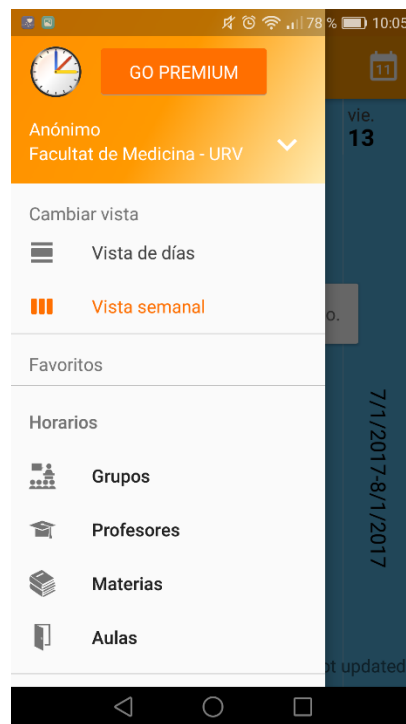 78 % 10:05
GO PREMIUM
11
Anónimo
Facultat de Medicina - URV
vie.
13
Cambiar vista
Vista de días
Vista semanal
o.
Favoritos
Horarios
Grupos
Profesores
Materias
Aulas
7/1/2017-8/1/2017
ot updated